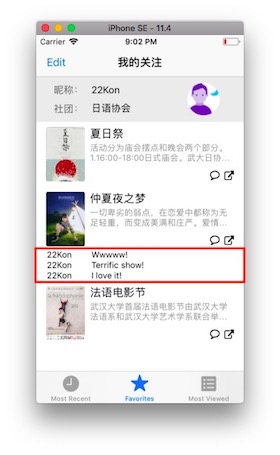 iPhone SE - 11.4
Carrier 9:02 PM
Edit 我的关注
昵称： 22Kon
社团： 日语协会
夏日祭
活动分为庙会摆点和晚会两个部分。
1.16:00-18:00日式庙会。武大日协...
仲夏夜之梦
一切卑劣的弱点，在恋爱中都称为无
足轻重，而变成美满和庄严。爱情...
22Kon Wwwww!
22Kon Terrific show!
22Kon I love it!
法语电影节
武汉大学首届法语电影节由武汉大学
法语系和武汉大学艺术学系联合举...
Most Recent Favorites Most Viewed